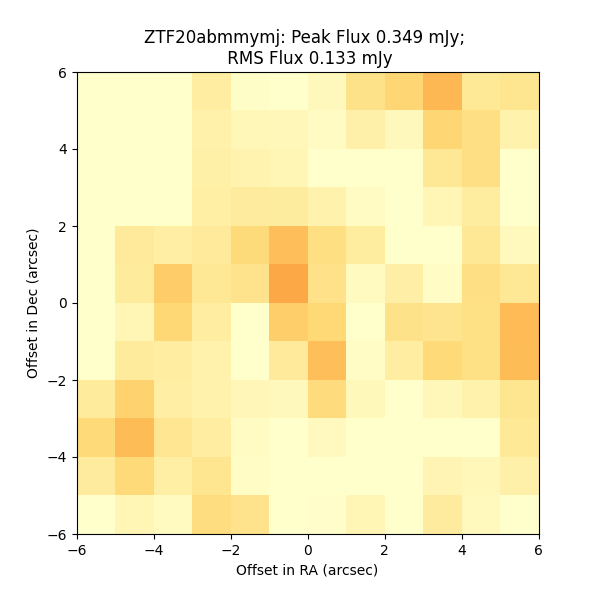 ZTF20abmmymj: Peak Flux 0.349 mJy;
RMS Flux 0.133 mJy
6
4
2
0
−2
−4
−6
Offset in Dec (arcsec)
−6 −4 −2 0 2 4 6
Offset in RA (arcsec)